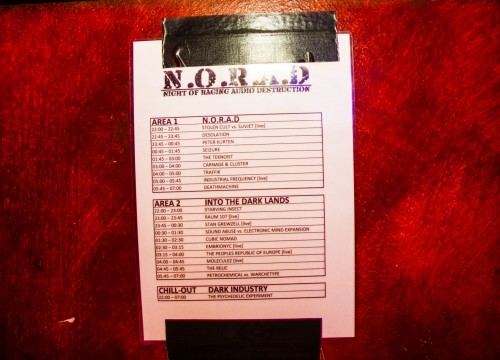 N.O.R.A.D
NIGHT OF RAGING AUDIO DESTRUCTION
AREA 1 N.O.R.A.D
22:00 – 22:45 STOLEN CULT vs. SUVJET [live]
22:45 – 23:45 DESOLATION
23:45 – 00:45 PETER KURTEN
00:45 – 01:45 SEIZURE
01:45 – 03:00 THE TEKNOIST
03:00 – 04:00 CARNAGE & CLUSTER
04:00 – 05:00 TRAFFIK
05:00 – 05:45 INDUSTRIAL FREQUENCY [live]
05:45 – 07:00 DEATHMACHINE
AREA 2 INTO THE DARK LANDS
22:00 – 23:00 STARVING INSECT
23:00 – 23:45 RAUM 107 [live]
23:45 – 00:30 STAN GREWZELL [live]
00:30 – 01:30 SOUND ABUSE vs. ELECTRONIC MIND EXPANSION
01:30 – 02:30 CUBIC NOMAD
02:30 – 03:15 EMBRIONYC [live]
03:15 – 04:00 THE PEOPLES REPUBLIC OF EUROPE [live]
04:00 – 04:45 MOLECULEZ [live]
04:45 – 05:45 THE RELIC
05:45 – 07:00 PETROCHEMICAL vs. WARCHETYPE
CHILL-OUT DARK INDUSTRY
22:00 – 07:00 THE PSYCHEDELIC EXPERIMENT